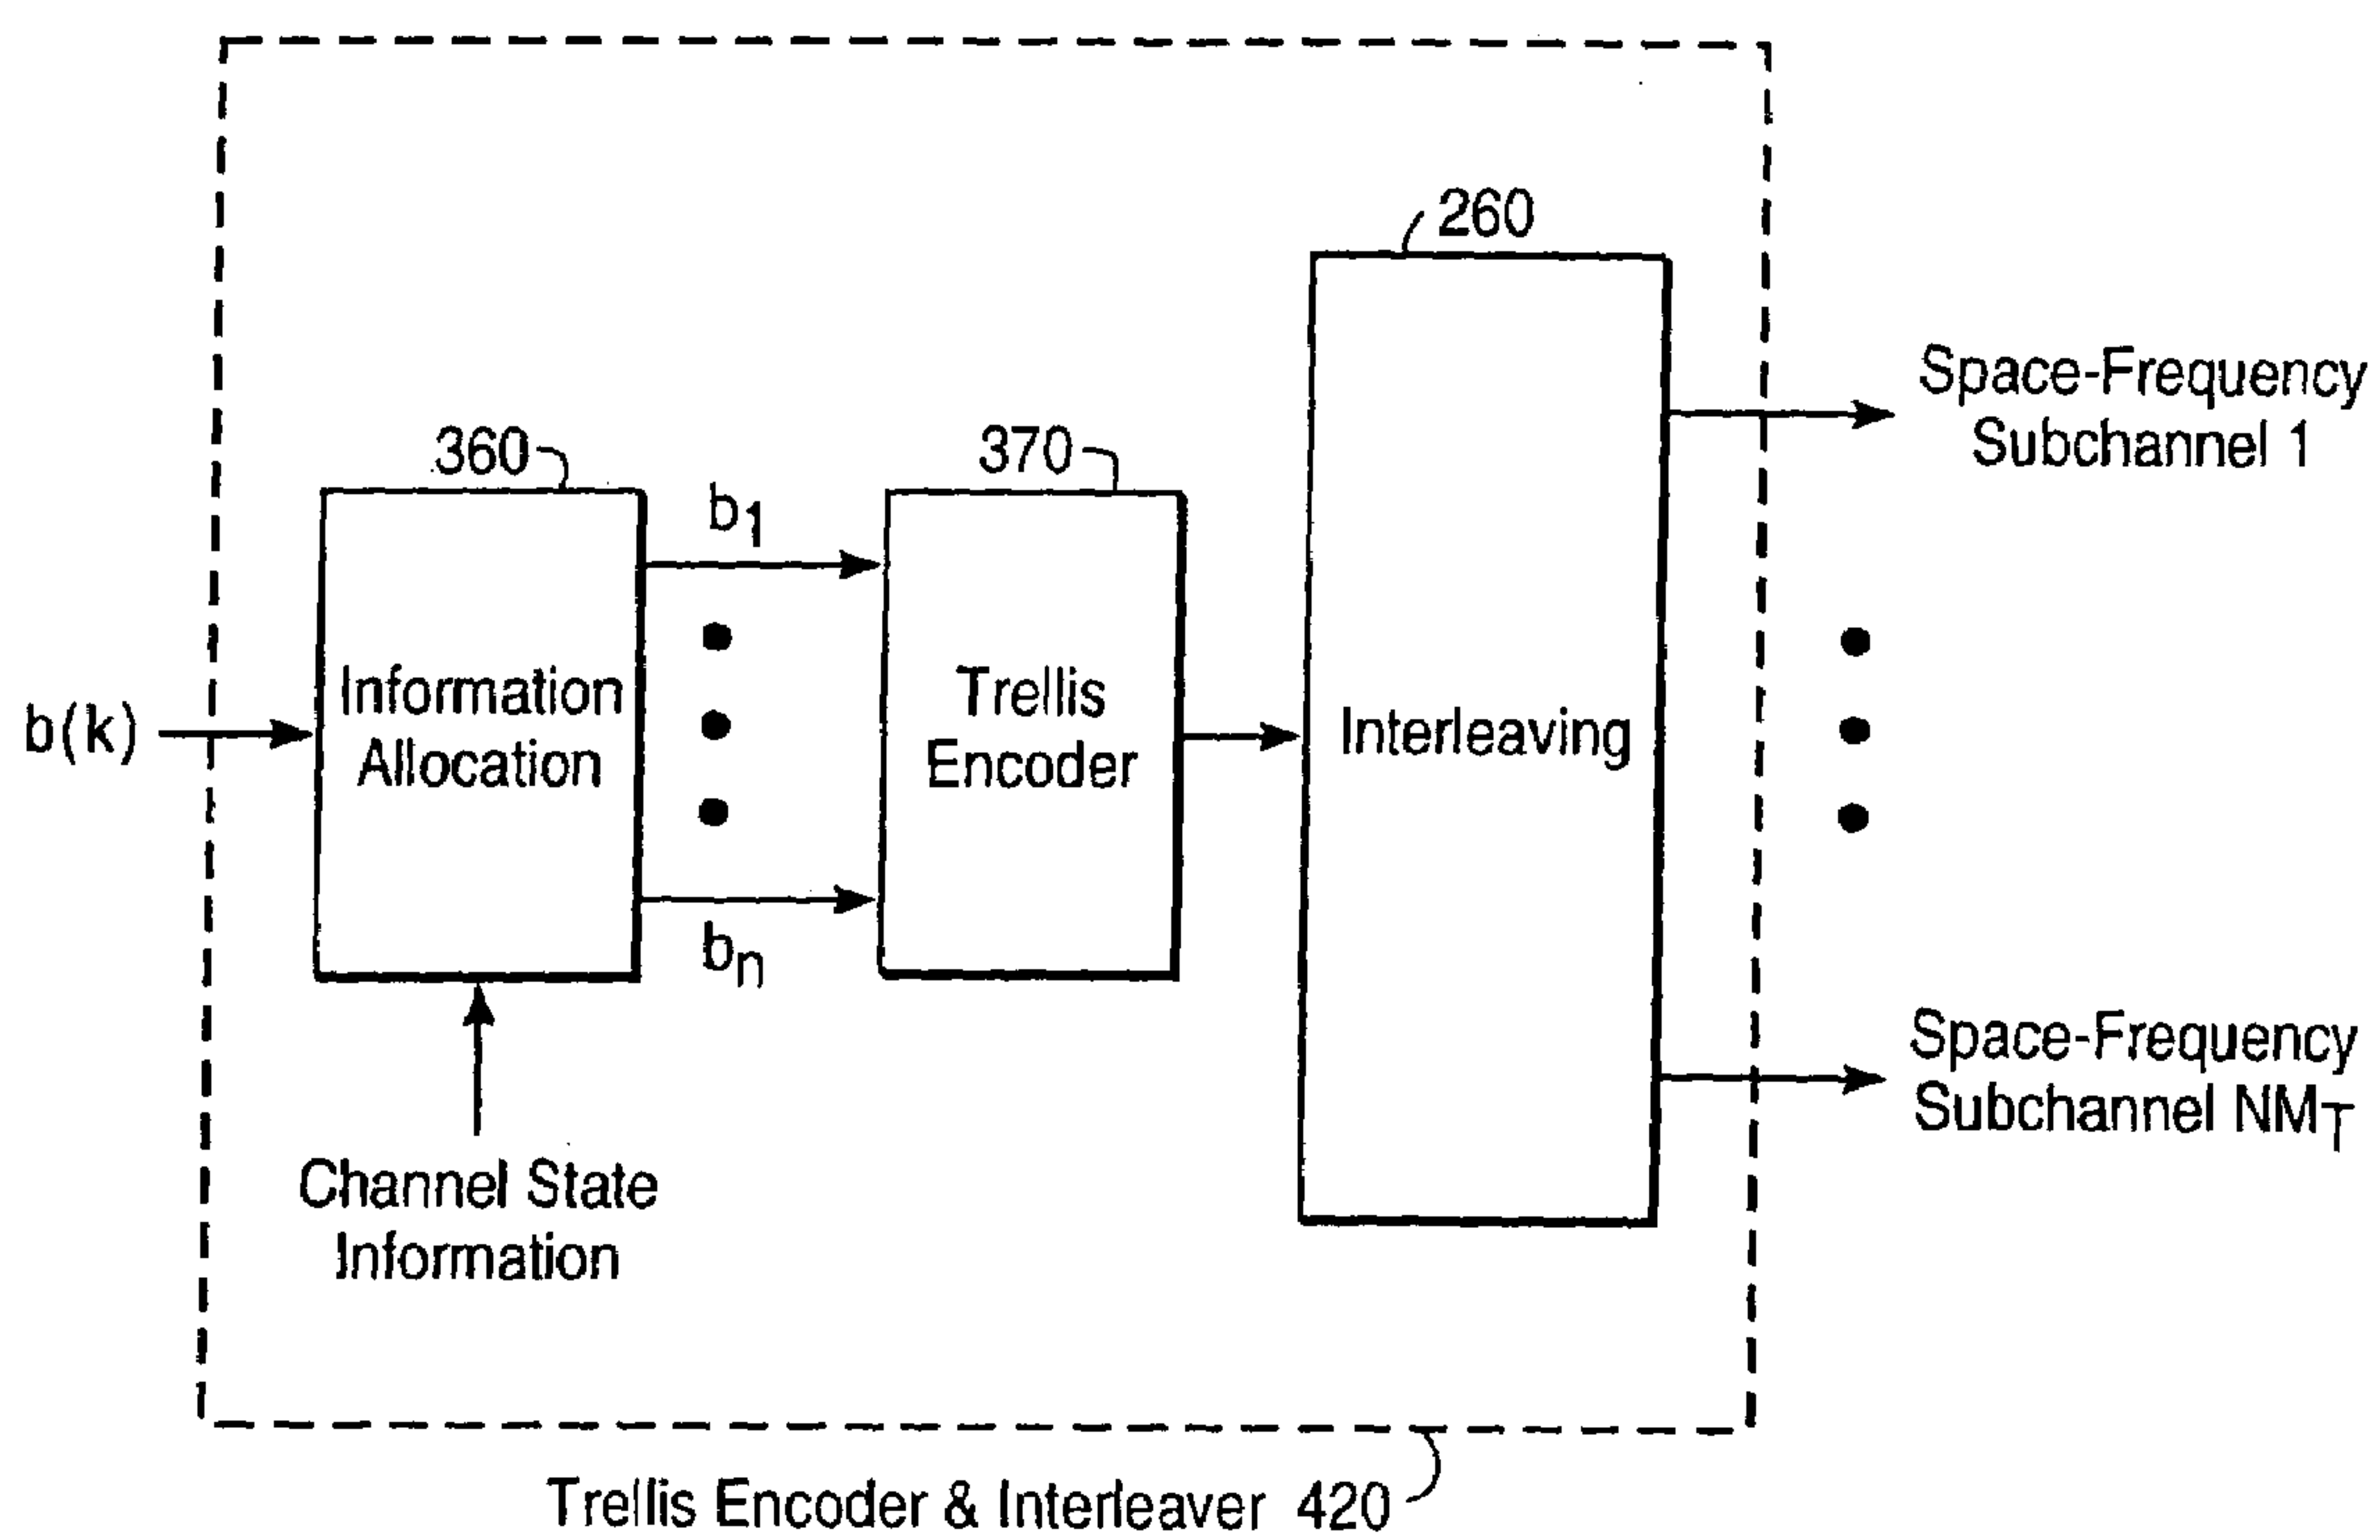 260
Space-Frequency
Subchannel 1
360
370
b1
b(k)
Information
Allocation
Trellis
Encoder
Interleaving
bn
Space-Frequency
Subchannel NMT
Channel State
Information
Trellis Encoder & Interleaver 420